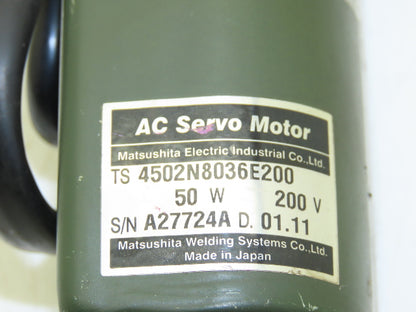 AC Servo Motor
Matsushita Electric Industrial Co.,Ltd.
TS 4502N8036E200
50 W 200 V
S/N A27724A D. 01.11
Matsushita Welding Systems Co.,Ltd.
Made in Japan